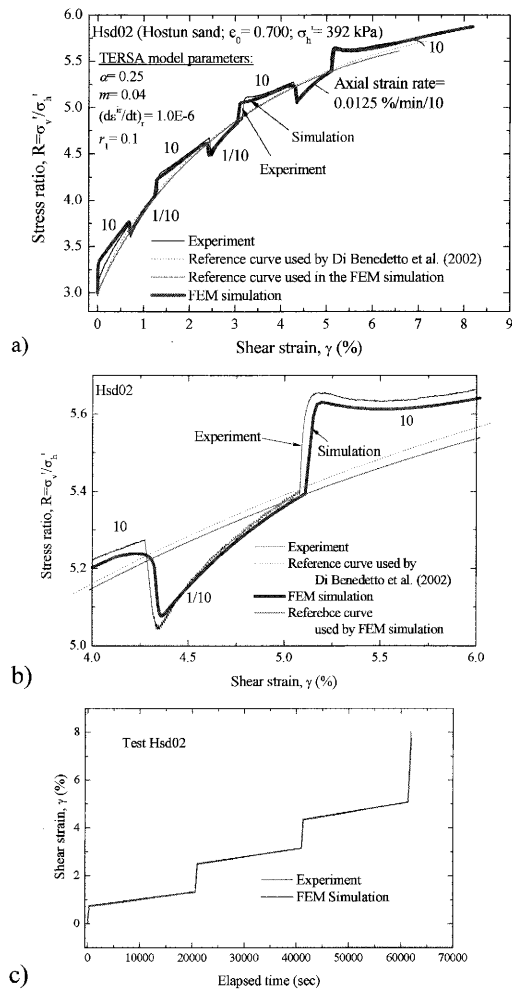 Hsd02 (Hostun sand; e0= 0.700; σh'= 392 kPa)
TERSA model parameters:
α= 0.25
m= 0.04
(dεir/dt)r = 1.0E-6
r1= 0.1
10
10
10
10
1/10
1/10
Axial strain rate=
0.0125 %/min/10
Simulation
Experiment
Experiment
Reference curve used by Di Benedetto et al. (2002)
Reference curve used in the FEM simulation
FEM simulation
Stress ratio, R=σv'/σh'
6.0
5.5
5.0
4.5
4.0
3.5
3.0
0 1 2 3 4 5 6 7 8 9
Shear strain, γ (%)
a)
Hsd02
Experiment
Simulation
10
10
1/10
Experiment
Reference curve used by
Di Benedetto et al. (2002)
FEM simulation
Referebce curve
used by FEM simulation
Stress ratio, R=σv'/σh'
5.6
5.4
5.2
5.0
4.0 4.5 5.0 5.5 6.0
Shear strain, γ (%)
b)
Test Hsd02
Experiment
FEM Simulation
Shear strain, γ (%)
8
6
4
2
0
0 10000 20000 30000 40000 50000 60000 70000
Elapsed time (sec)
c)